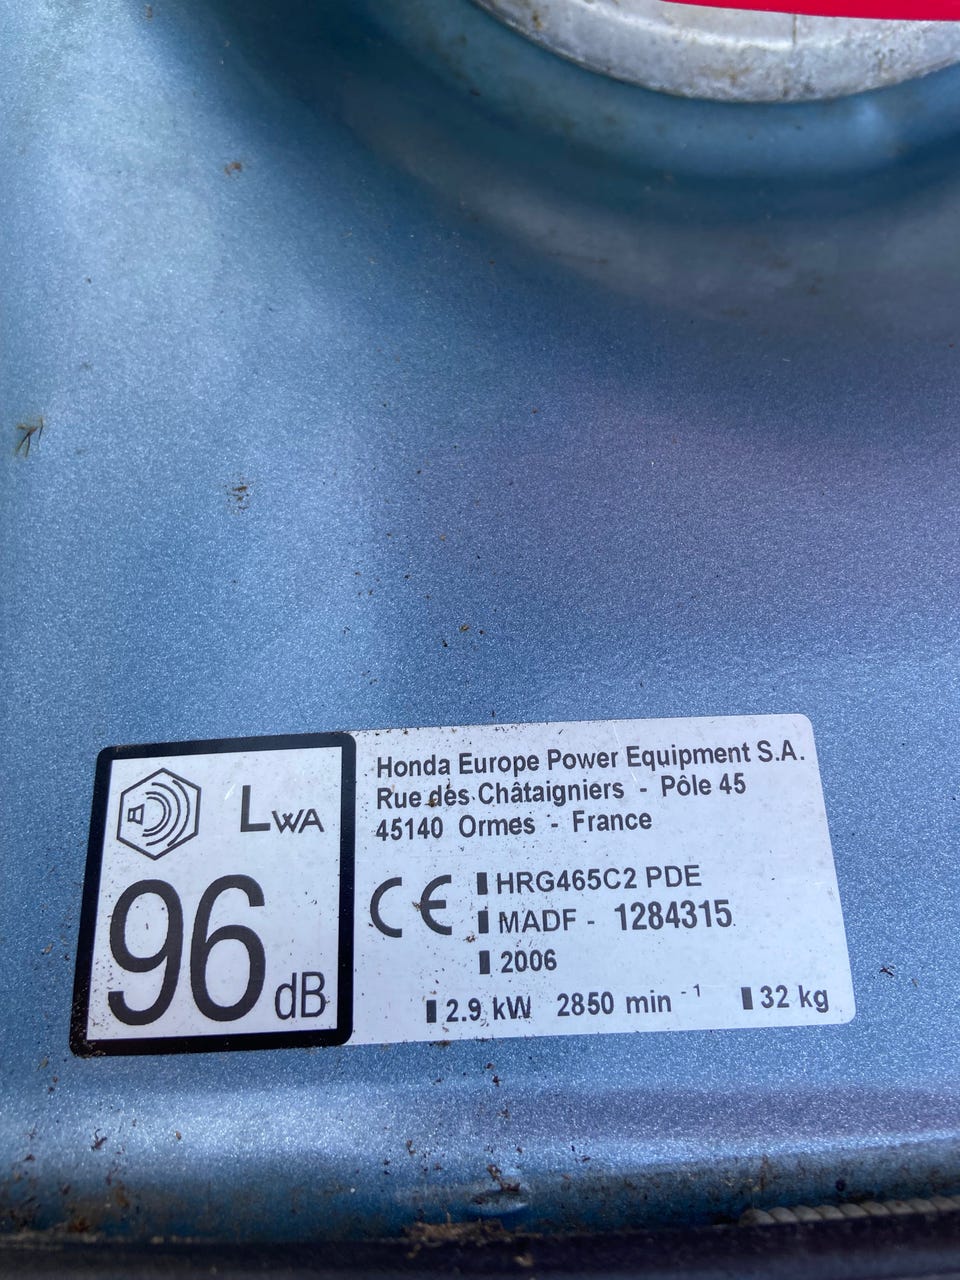 LWA
96 dB
Honda Europe Power Equipment S.A.
Rue des Châtaigniers - Pôle 45
45140 Ormes - France
CE
HRG465C2 PDE
MADF - 1284315
2006
2.9 kW 2850 min -1 32 kg